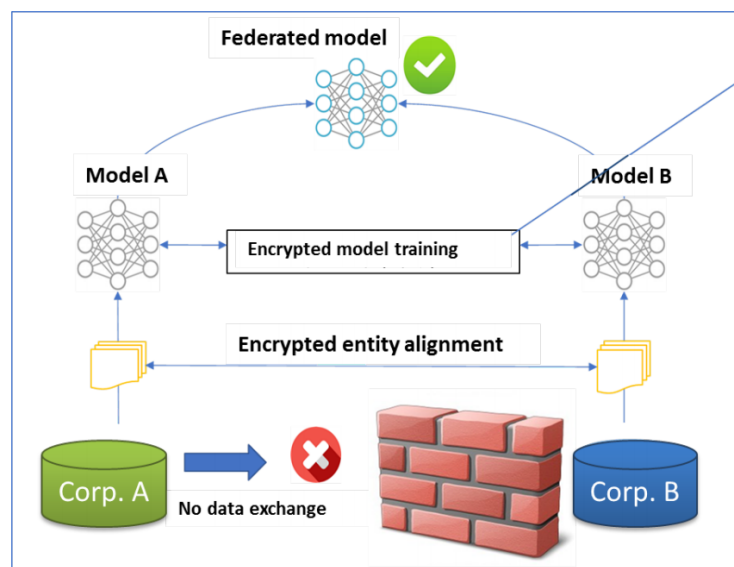 Federated model
Model A
Model B
Encrypted model training
Encrypted entity alignment
Corp. A
No data exchange
Corp. B